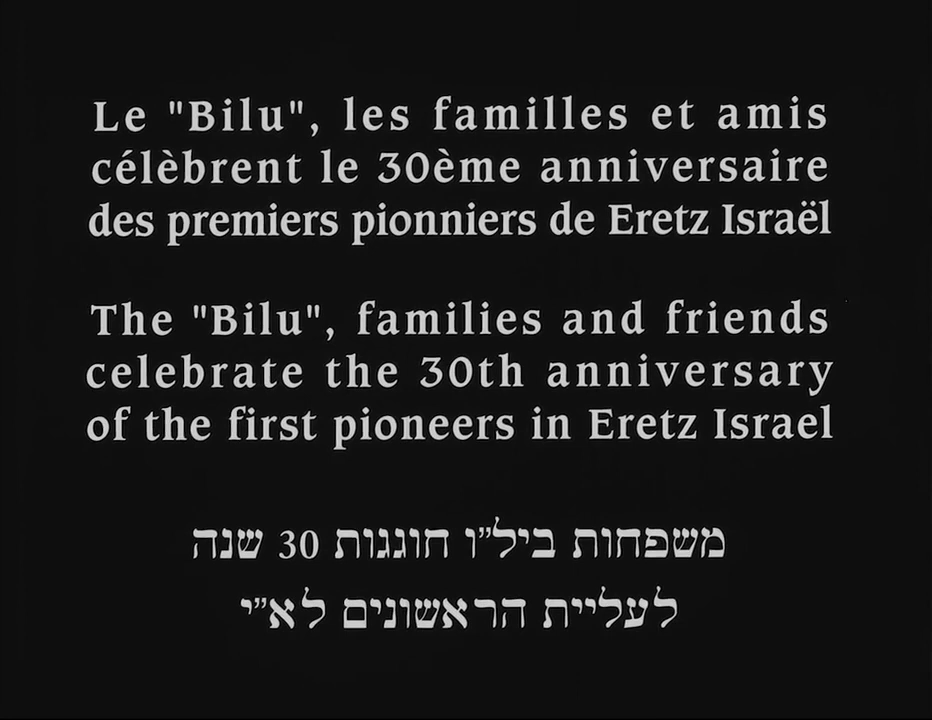 Le "Bilu", les familles et amis
célèbrent le 30ème anniversaire
des premiers pionniers de Eretz Israël
The "Bilu", families and friends
celebrate the 30th anniversary
of the first pioneers in Eretz Israel
משפחות ביל”ו חוגגות 30 שנה
לעליית הראשונים לא”י